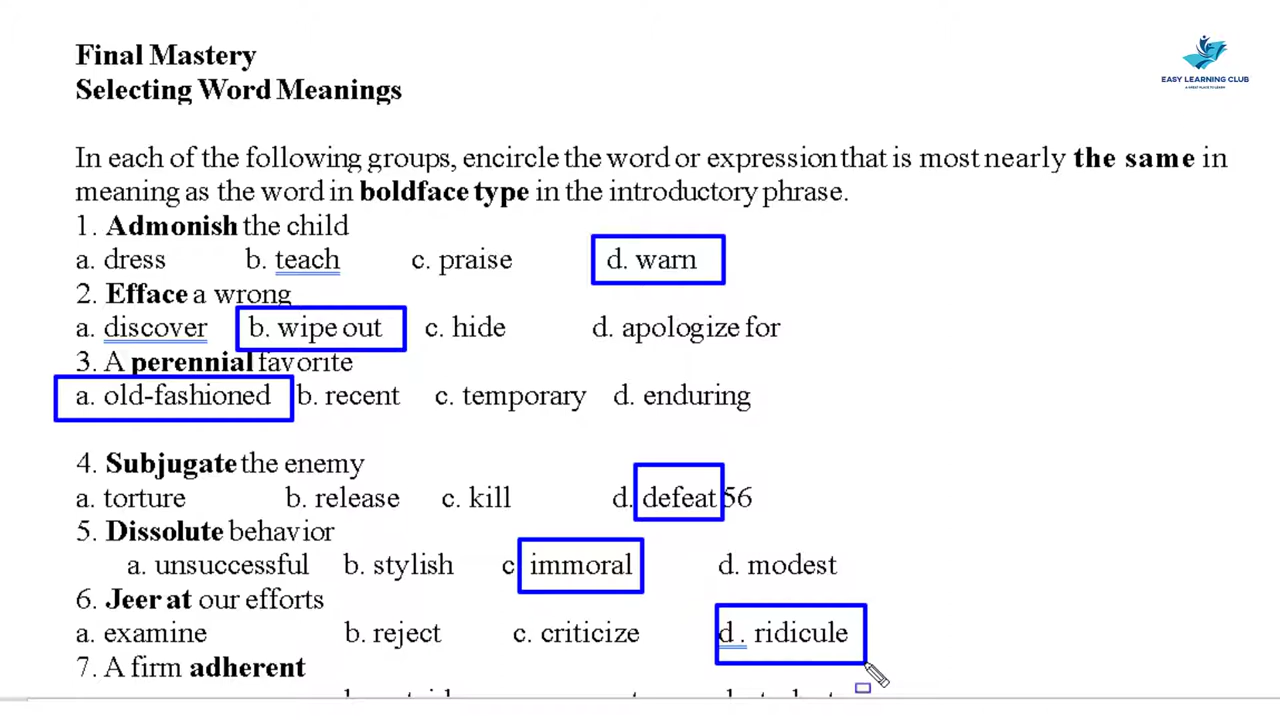 Final Mastery
Selecting Word Meanings
EASY LEARNING CLUB
A GREAT PLACE TO LEARN
In each of the following groups, encircle the word or expression that is most nearly the same in
meaning as the word in boldface type in the introductory phrase.
1. Admonish the child
a. dress b. teach c. praise d. warn
2. Efface a wrong
a. discover b. wipe out c. hide d. apologize for
3. A perennial favorite
a. old-fashioned b. recent c. temporary d. enduring
4. Subjugate the enemy
a. torture b. release c. kill d. defeat 56
5. Dissolute behavior
a. unsuccessful b. stylish c immoral d. modest
6. Jeer at our efforts
a. examine b. reject c. criticize d . ridicule
7. A firm adherent